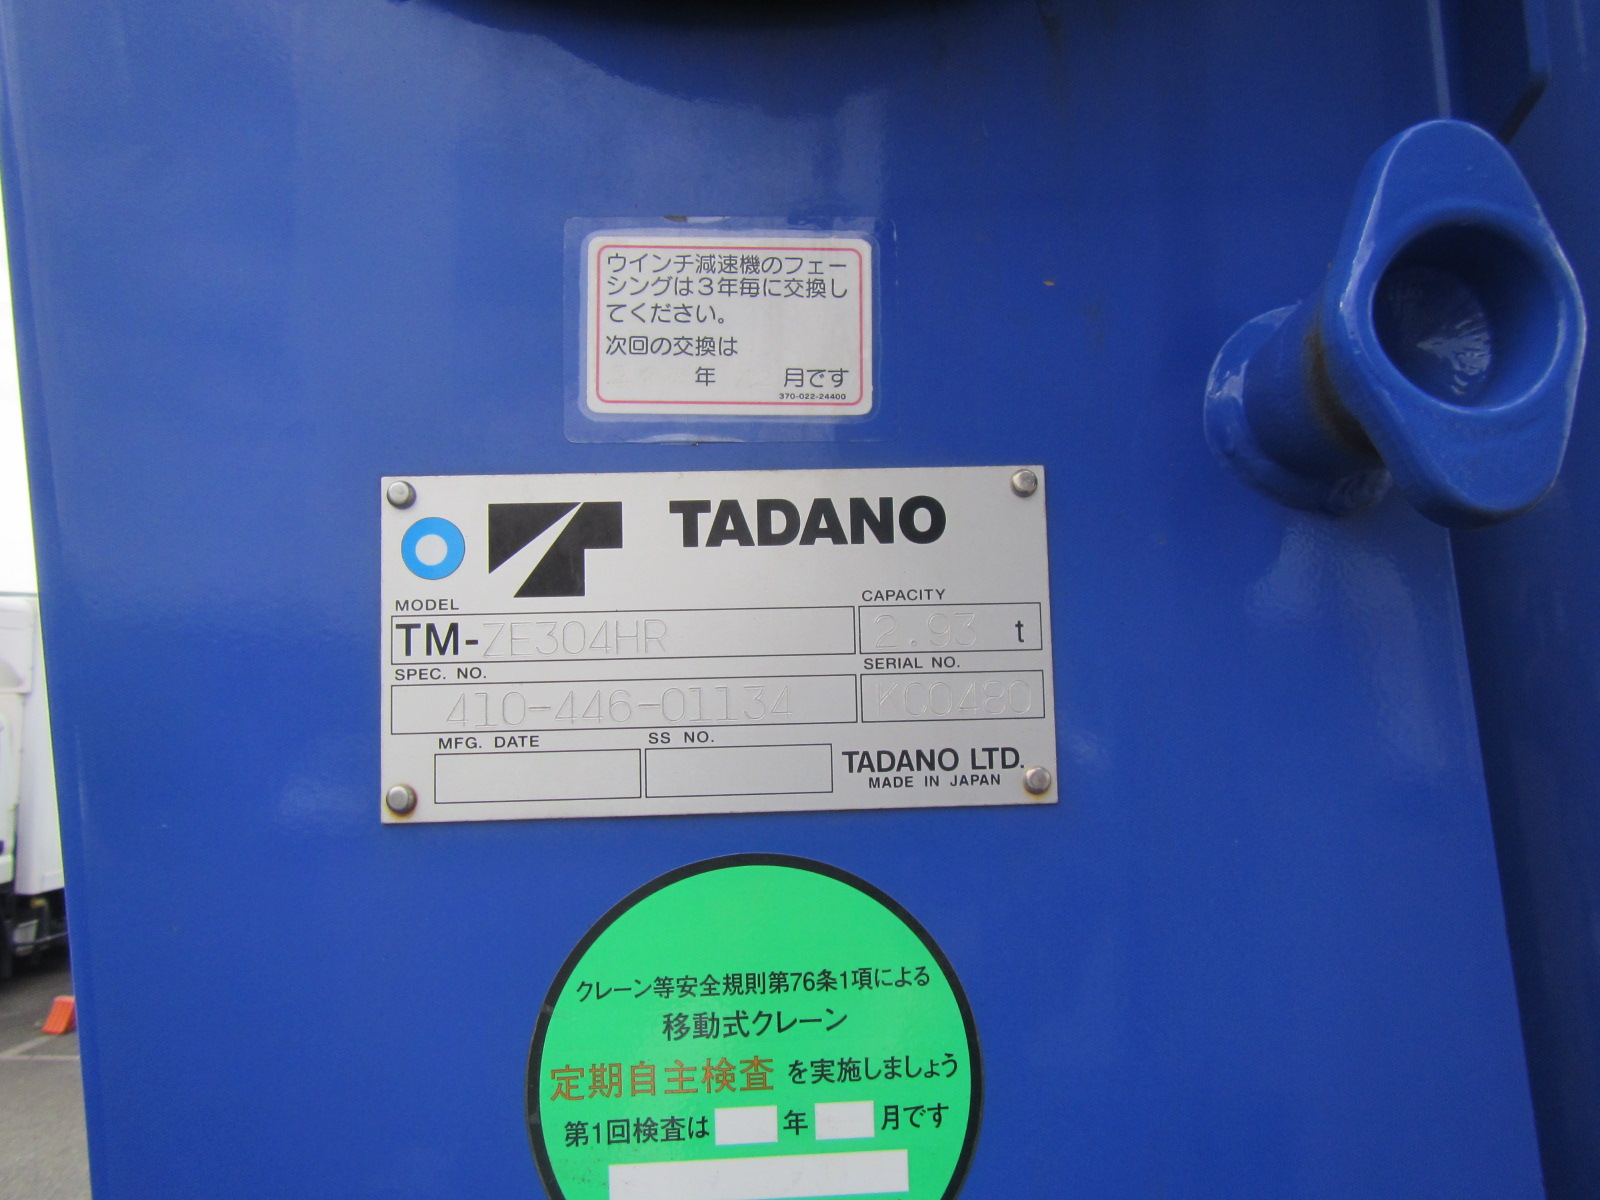 ウインチ減速機のフェー
シングは3年毎に交換し
てください。
次回の交換は
年 月です
370-022-24400
TADANO
MODEL
CAPACITY
TM-ZE304HR
2.93 t
SPEC. NO.
SERIAL NO.
410-446-01134
KC0480
MFG. DATE
SS NO.
TADANO LTD.
MADE IN JAPAN
クレーン等安全規則第76条1項による
移動式クレーン
定期自主検査を実施しましょう
第1回検査は 年 月です